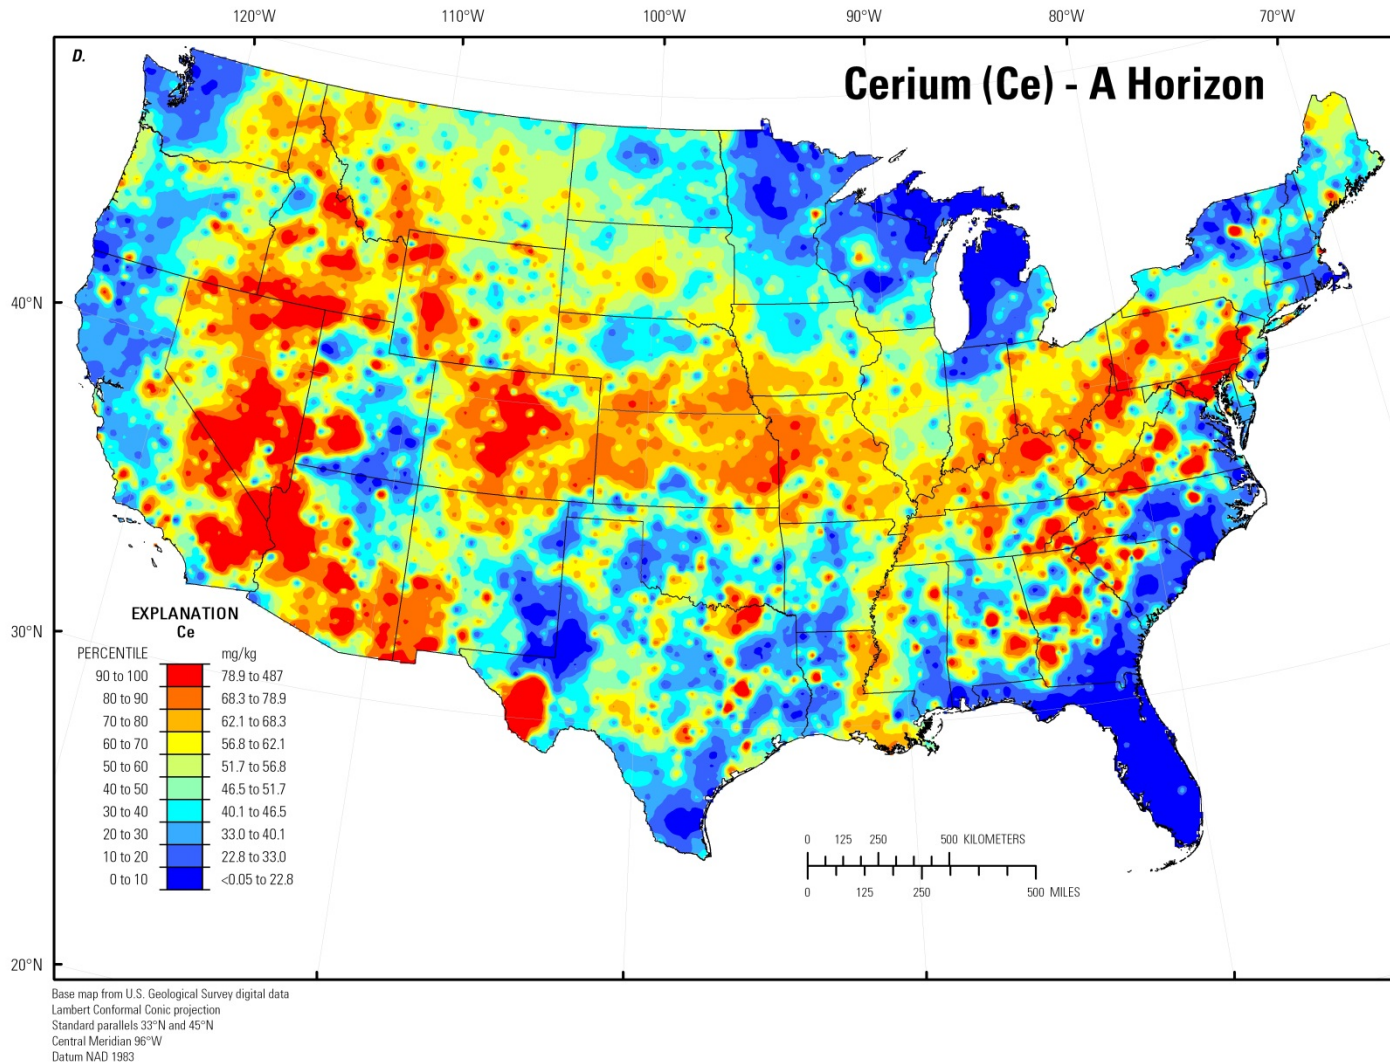 120°W 110°W 100°W 90°W 80°W 70°W
D.
Cerium (Ce) - A Horizon
40°N
30°N
20°N
EXPLANATION
Ce
PERCENTILE mg/kg
90 to 100 78.9 to 487
80 to 90 68.3 to 78.9
70 to 80 62.1 to 68.3
60 to 70 56.8 to 62.1
50 to 60 51.7 to 56.8
40 to 50 46.5 to 51.7
30 to 40 40.1 to 46.5
20 to 30 33.0 to 40.1
10 to 20 22.8 to 33.0
0 to 10 <0.05 to 22.8
0 125 250 500 KILOMETERS
0 125 250 500 MILES
Base map from U.S. Geological Survey digital data
Lambert Conformal Conic projection
Standard parallels 33°N and 45°N
Central Meridian 96°W
Datum NAD 1983